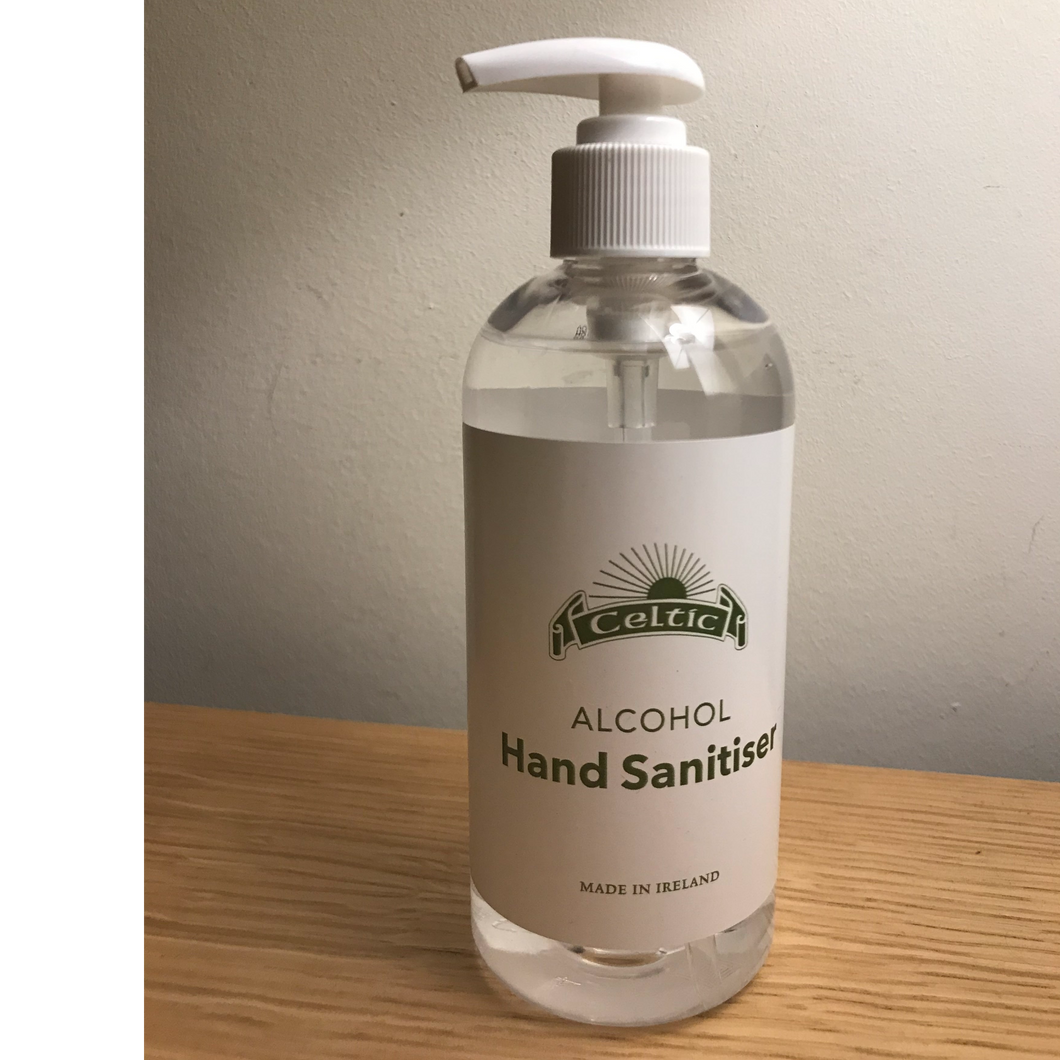 Celtic
ALCOHOL
Hand Sanitiser
MADE IN IRELAND